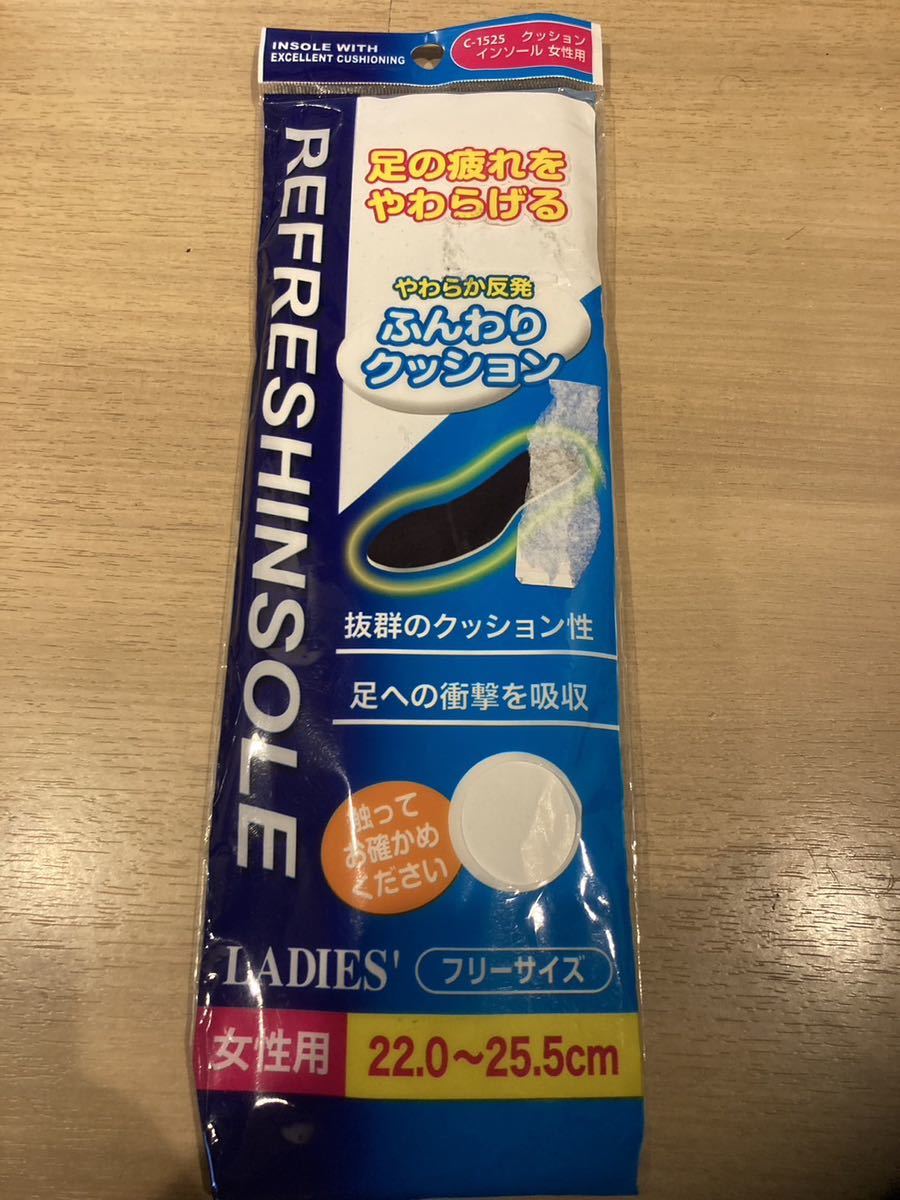 INSOLE WITH
EXCELLENT CUSHIONING
C-1525 クッション
インソール 女性用
REFRESHINSOLE
足の疲れを
やわらげる
やわらか反発
ふんわり
クッション
抜群のクッション性
足への衝撃を吸収
触って
お確かめ
ください
LADIES'
フリーサイズ
女性用
22.0～25.5cm